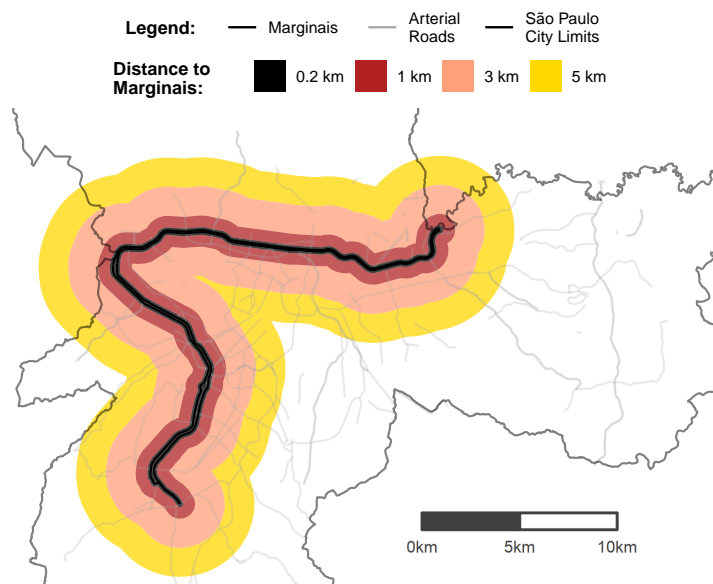 Legend: Marginais Arterial Roads São Paulo City Limits
Distance to Marginais: 0.2 km 1 km 3 km 5 km
0km 5km 10km